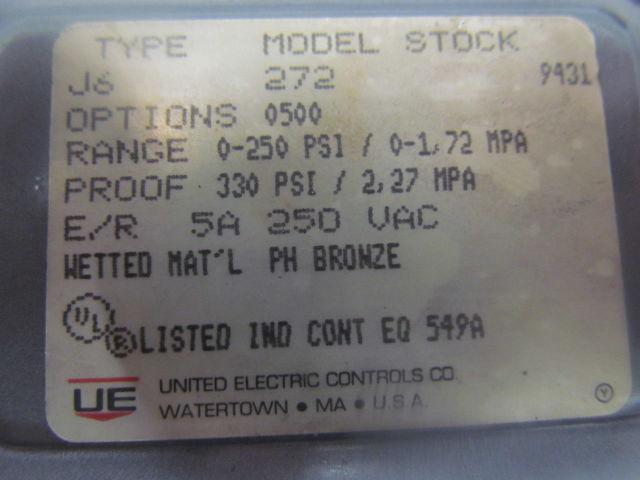 TYPE MODEL STOCK
J6 272 9431
OPTIONS 0500
RANGE 0-250 PSI / 0-1,72 MPA
PROOF 330 PSI / 2,27 MPA
E/R 5A 250 VAC
WETTED MAT'L PH BRONZE
UL ® LISTED IND CONT EQ 549A
UE UNITED ELECTRIC CONTROLS CO.
WATERTOWN • MA • U.S.A. Y